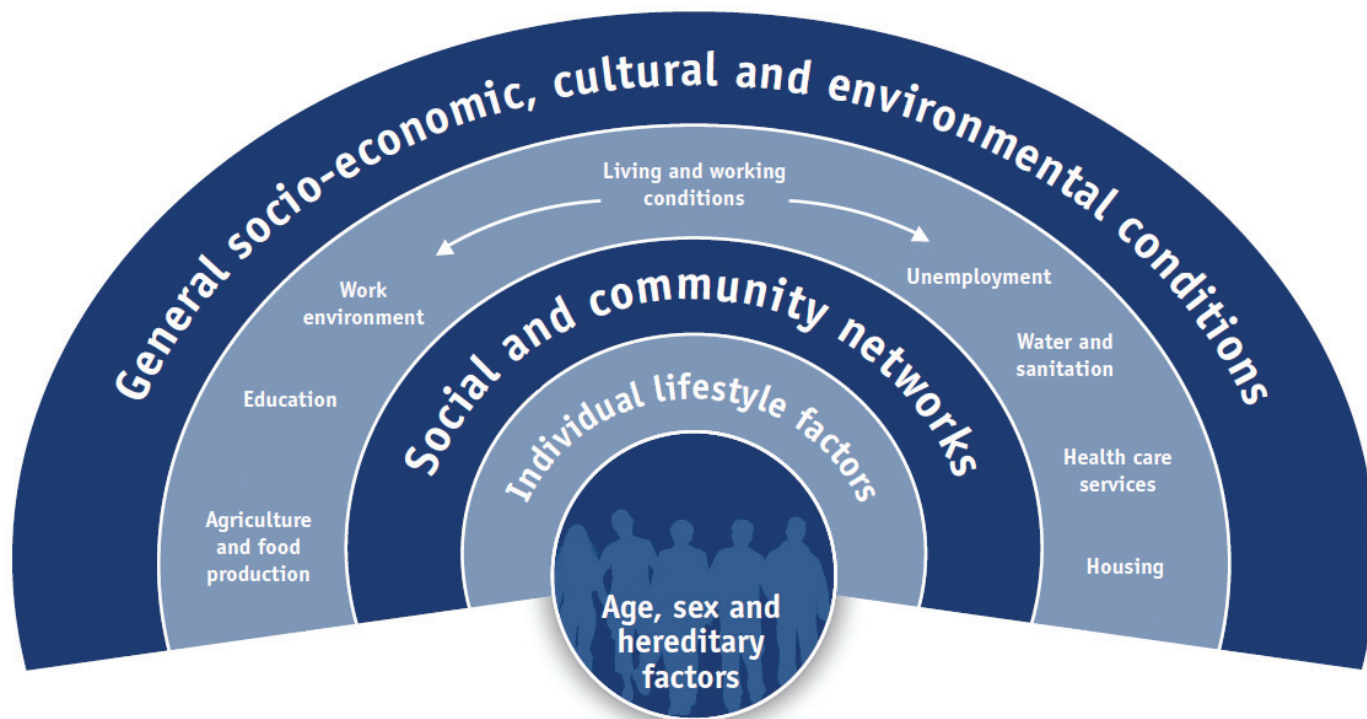 General socio-economic, cultural and environmental conditions
Living and working
conditions
Work
environment
Education
Agriculture
and food
production
Unemployment
Water and
sanitation
Health care
services
Housing
Social and community networks
Individual lifestyle factors
Age, sex and
hereditary
factors